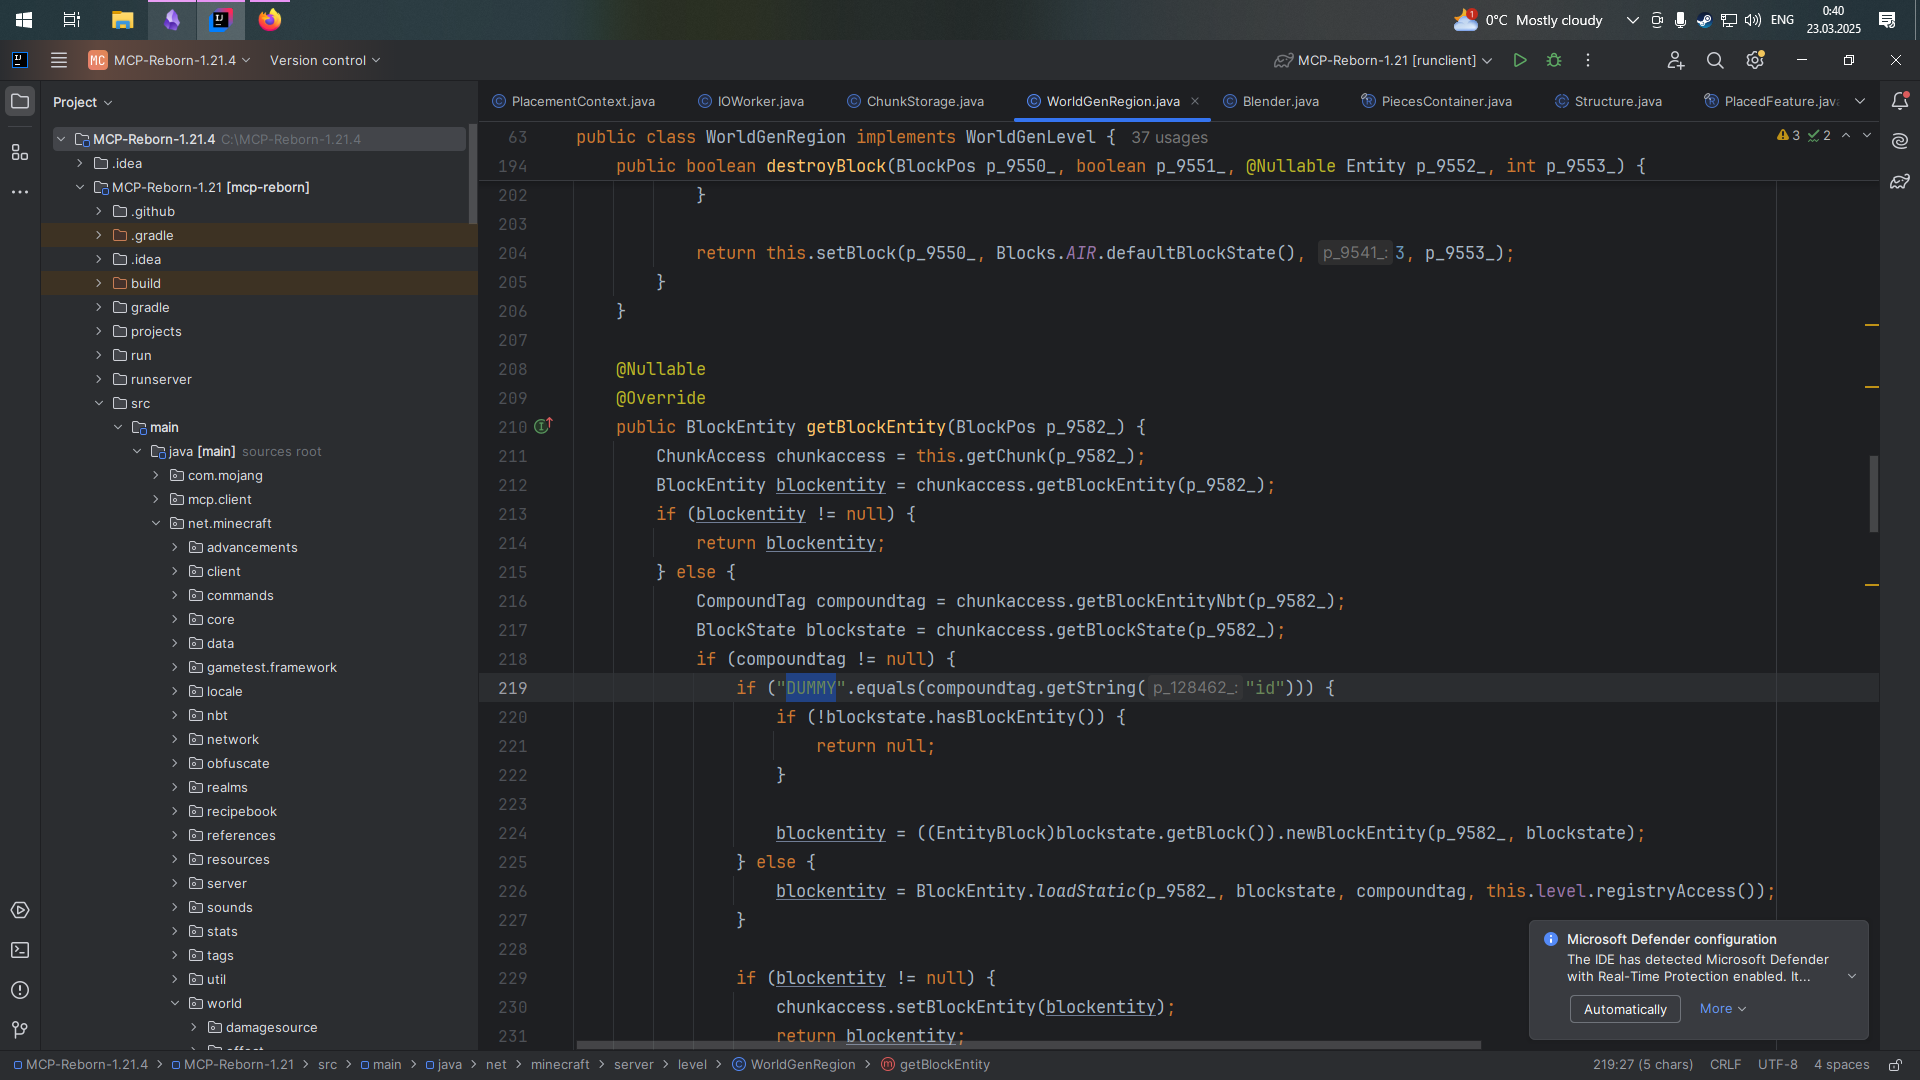 1
0°C Mostly cloudy
ENG
0:40
23.03.2025
MC MCP-Reborn-1.21.4
Version control
MCP-Reborn-1.21 [runclient]
Project
PlacementContext.java
IOWorker.java
ChunkStorage.java
WorldGenRegion.java
Blender.java
PiecesContainer.java
Structure.java
PlacedFeature.java
MCP-Reborn-1.21.4 C:\MCP-Reborn-1.21.4
.idea
MCP-Reborn-1.21 [mcp-reborn]
.github
.gradle
.idea
build
gradle
projects
run
runserver
src
main
java [main] sources root
com.mojang
mcp.client
net.minecraft
advancements
client
commands
core
data
gametest.framework
locale
nbt
network
obfuscate
realms
recipebook
references
resources
server
sounds
stats
tags
util
world
damagesource
effect
3 2
63 public class WorldGenRegion implements WorldGenLevel { 37 usages
194 public boolean destroyBlock(BlockPos p_9550_, boolean p_9551_, @Nullable Entity p_9552_, int p_9553_) {
202 }
203
204 return this.setBlock(p_9550_, Blocks.AIR.defaultBlockState(), p_9541_: 3, p_9553_);
205 }
206 }
207
208 @Nullable
209 @Override
210 public BlockEntity getBlockEntity(BlockPos p_9582_) {
211 ChunkAccess chunkaccess = this.getChunk(p_9582_);
212 BlockEntity blockentity = chunkaccess.getBlockEntity(p_9582_);
213 if (blockentity != null) {
214 return blockentity;
215 } else {
216 CompoundTag compoundtag = chunkaccess.getBlockEntityNbt(p_9582_);
217 BlockState blockstate = chunkaccess.getBlockState(p_9582_);
218 if (compoundtag != null) {
219 if ("DUMMY".equals(compoundtag.getString( p_128462_: "id"))) {
220 if (!blockstate.hasBlockEntity()) {
221 return null;
222 }
223
224 blockentity = ((EntityBlock)blockstate.getBlock()).newBlockEntity(p_9582_, blockstate);
225 } else {
226 blockentity = BlockEntity.loadStatic(p_9582_, blockstate, compoundtag, this.level.registryAccess());
227 }
228
229 if (blockentity != null) {
230 chunkaccess.setBlockEntity(blockentity);
231 return blockentity;
Microsoft Defender configuration
The IDE has detected Microsoft Defender
with Real-Time Protection enabled. It...
Automatically
More
MCP-Reborn-1.21.4 > MCP-Reborn-1.21 > src > main > java > net > minecraft > server > level > WorldGenRegion > getBlockEntity
219:27 (5 chars) CRLF UTF-8 4 spaces